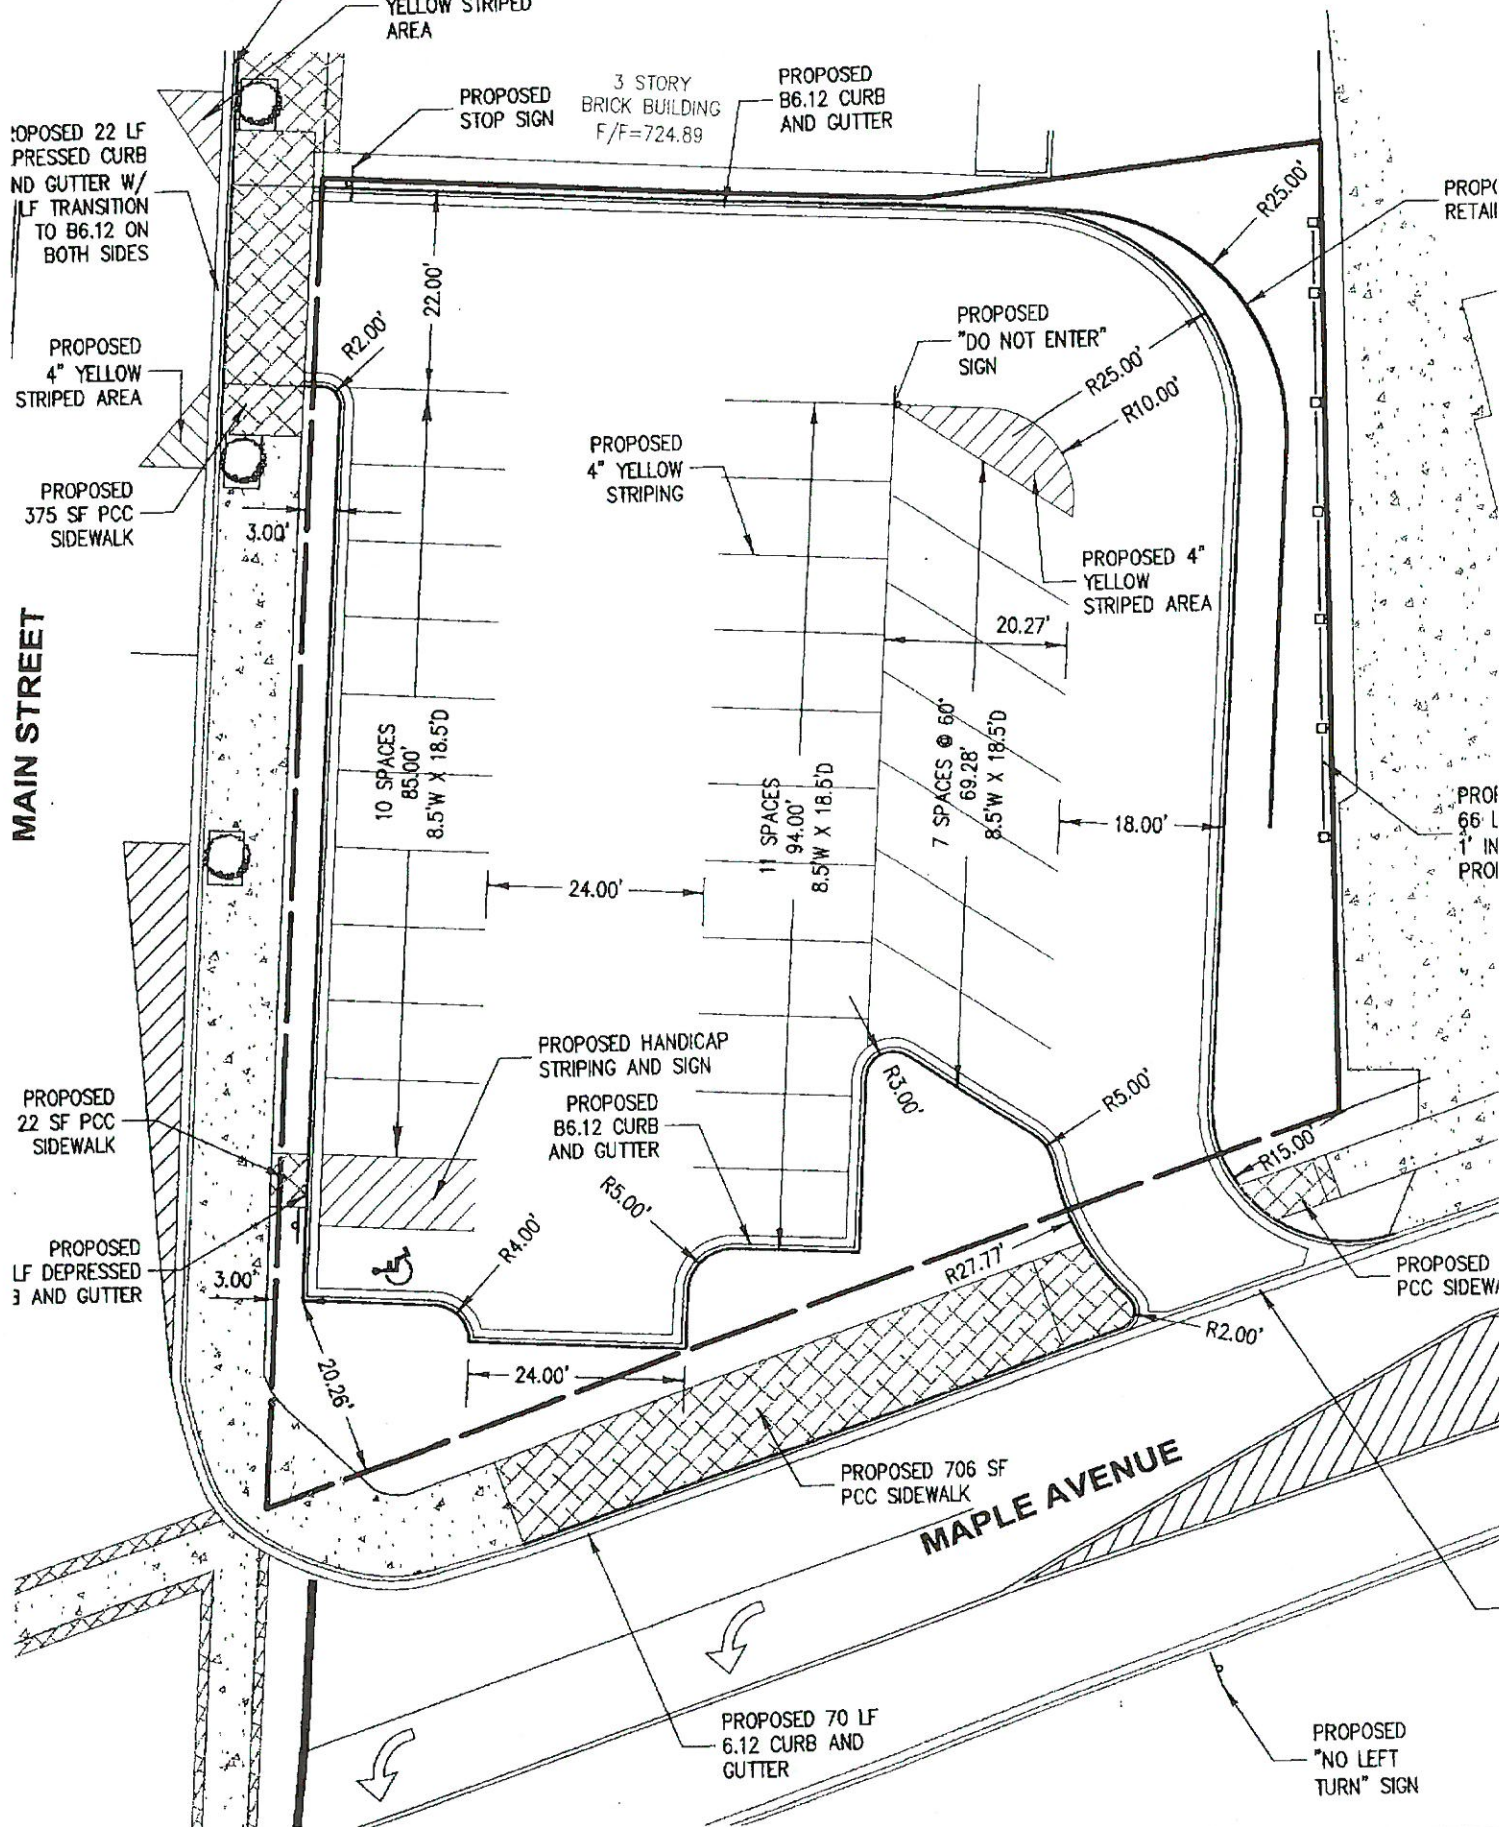 YELLOW STRIPED
AREA
PROPOSED
STOP SIGN
3 STORY
BRICK BUILDING
F/F=724.89
PROPOSED
B6.12 CURB
AND GUTTER
OPOSED 22 LF
PRESSED CURB
ND GUTTER W/
LF TRANSITION
TO B6.12 ON
BOTH SIDES
R25.00'
PROPO
RETAI
22.00'
R2.00'
PROPOSED
"DO NOT ENTER"
SIGN
PROPOSED
4" YELLOW
STRIPED AREA
R25.00'
R10.00'
PROPOSED
4" YELLOW
STRIPING
PROPOSED
375 SF PCC
SIDEWALK
3.00'
PROPOSED 4"
YELLOW
STRIPED AREA
20.27'
MAIN STREET
10 SPACES
85.00'
8.5'W X 18.5'D
11 SPACES
94.00'
8.5'W X 18.5'D
7 SPACES @ 60°
69.28'
8.5'W X 18.5'D
18.00'
24.00'
66 L
1' IN
PROPOSED HANDICAP
STRIPING AND SIGN
PROPOSED
B6.12 CURB
AND GUTTER
R3.00'
R5.00'
PROPOSED
22 SF PCC
SIDEWALK
R15.00'
R5.00'
R4.00'
PROPOSED
LF DEPRESSED
AND GUTTER
3.00'
R27.77'
PROPOSED
PCC SIDEWA
R2.00'
20.26'
24.00'
PROPOSED 706 SF
PCC SIDEWALK
MAPLE AVENUE
PROPOSED 70 LF
6.12 CURB AND
GUTTER
PROPOSED
"NO LEFT
TURN" SIGN